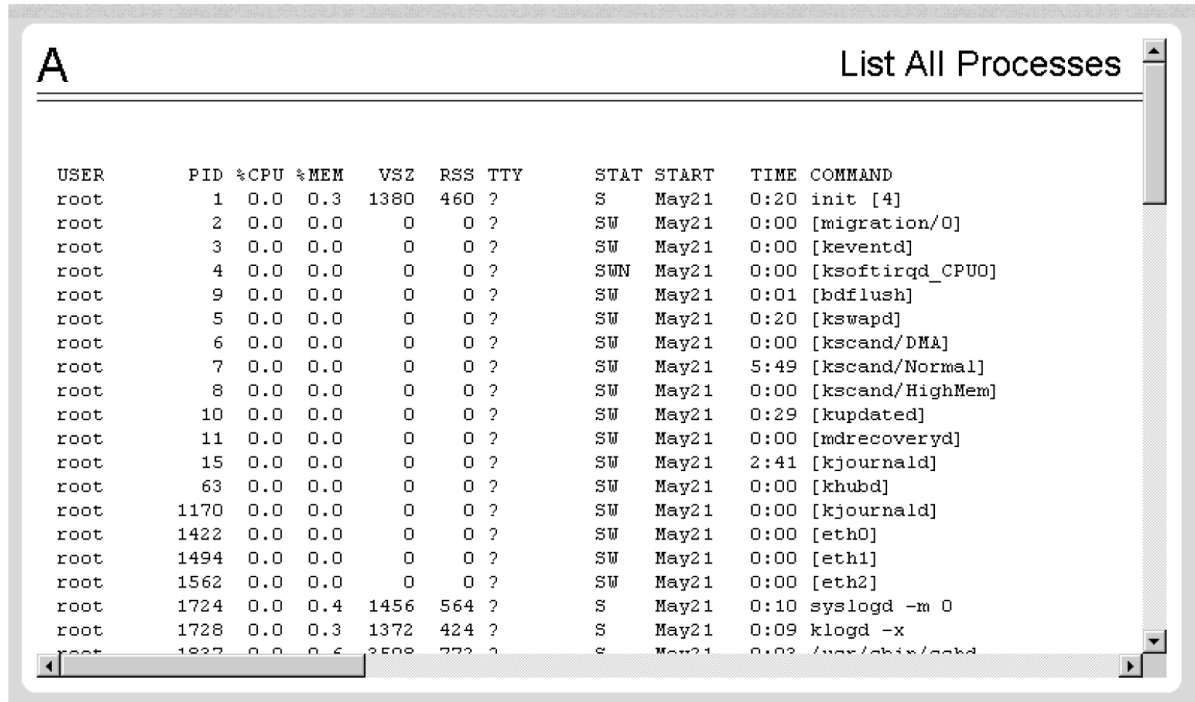 A
List All Processes
USER PID %CPU %MEM VSZ RSS TTY STAT START TIME COMMAND
root 1 0.0 0.3 1380 460 ? S May21 0:20 init [4]
root 2 0.0 0.0 0 0 ? SW May21 0:00 [migration/0]
root 3 0.0 0.0 0 0 ? SW May21 0:00 [keventd]
root 4 0.0 0.0 0 0 ? SWN May21 0:00 [ksoftirqd_CPU0]
root 9 0.0 0.0 0 0 ? SW May21 0:01 [bdflush]
root 5 0.0 0.0 0 0 ? SW May21 0:20 [kswapd]
root 6 0.0 0.0 0 0 ? SW May21 0:00 [kscand/DMA]
root 7 0.0 0.0 0 0 ? SW May21 5:49 [kscand/Normal]
root 8 0.0 0.0 0 0 ? SW May21 0:00 [kscand/HighMem]
root 10 0.0 0.0 0 0 ? SW May21 0:29 [kupdated]
root 11 0.0 0.0 0 0 ? SW May21 0:00 [mdrecoveryd]
root 15 0.0 0.0 0 0 ? SW May21 2:41 [kjournald]
root 63 0.0 0.0 0 0 ? SW May21 0:00 [khubd]
root 1170 0.0 0.0 0 0 ? SW May21 0:00 [kjournald]
root 1422 0.0 0.0 0 0 ? SW May21 0:00 [eth0]
root 1494 0.0 0.0 0 0 ? SW May21 0:00 [eth1]
root 1562 0.0 0.0 0 0 ? SW May21 0:00 [eth2]
root 1724 0.0 0.4 1456 564 ? S May21 0:10 syslogd -m 0
root 1728 0.0 0.3 1372 424 ? S May21 0:09 klogd -x
root 1837 0.0 0.6 3508 ? S May21 0:03 /usr/sbin/sshd